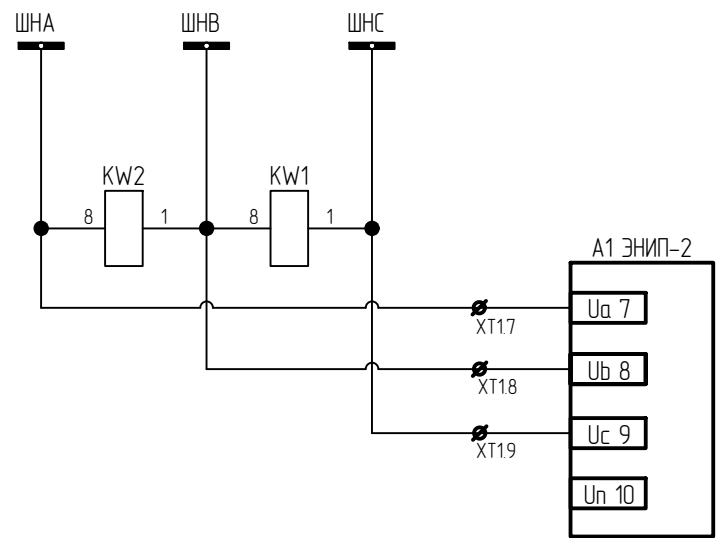 ШНА ШНВ ШНС
KW2 KW1
8 1 8 1
А1 ЭНИП-2
Ua 7
XT1.7
Ub 8
XT1.8
Uc 9
XT1.9
Un 10